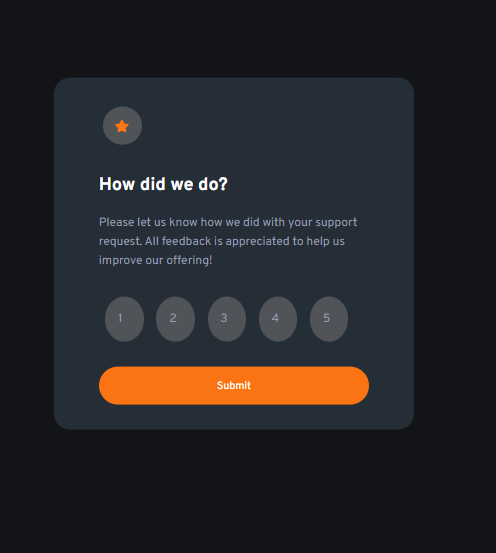 How did we do?
Please let us know how we did with your support
request. All feedback is appreciated to help us
improve our offering!
1 2 3 4 5
Submit